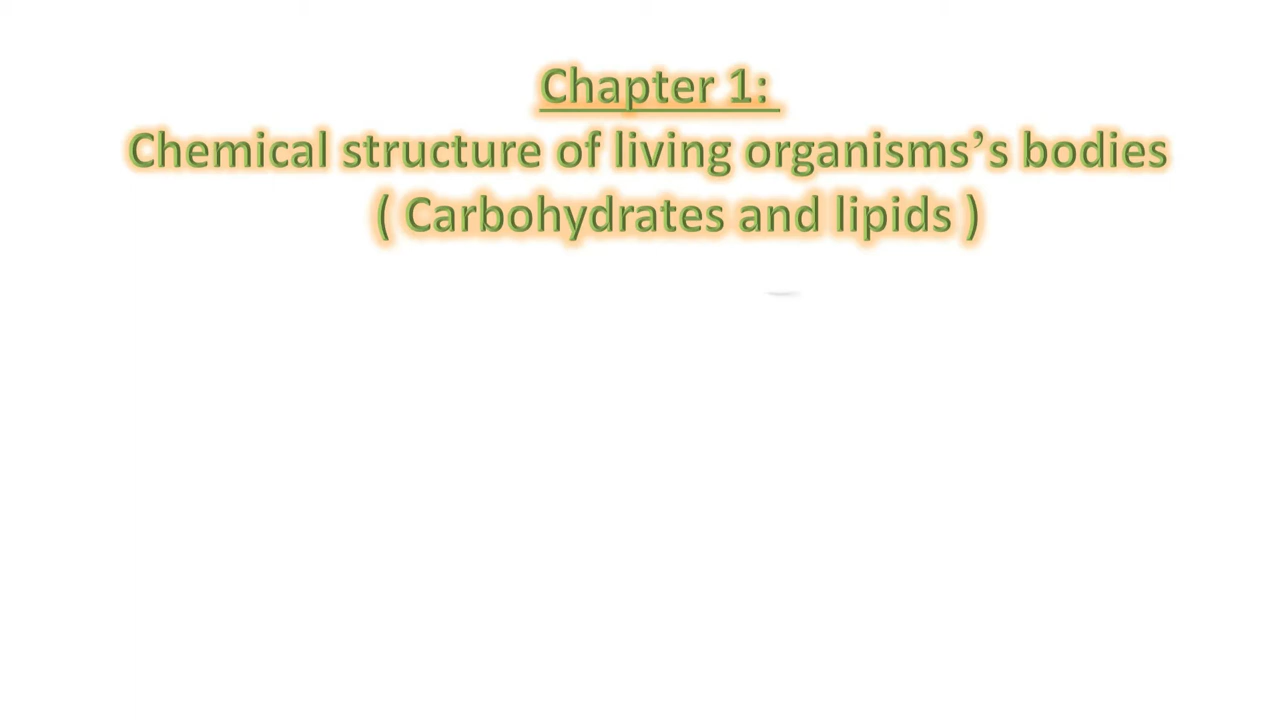 Chapter 1:
Chemical structure of living organisms’s bodies
( Carbohydrates and lipids )